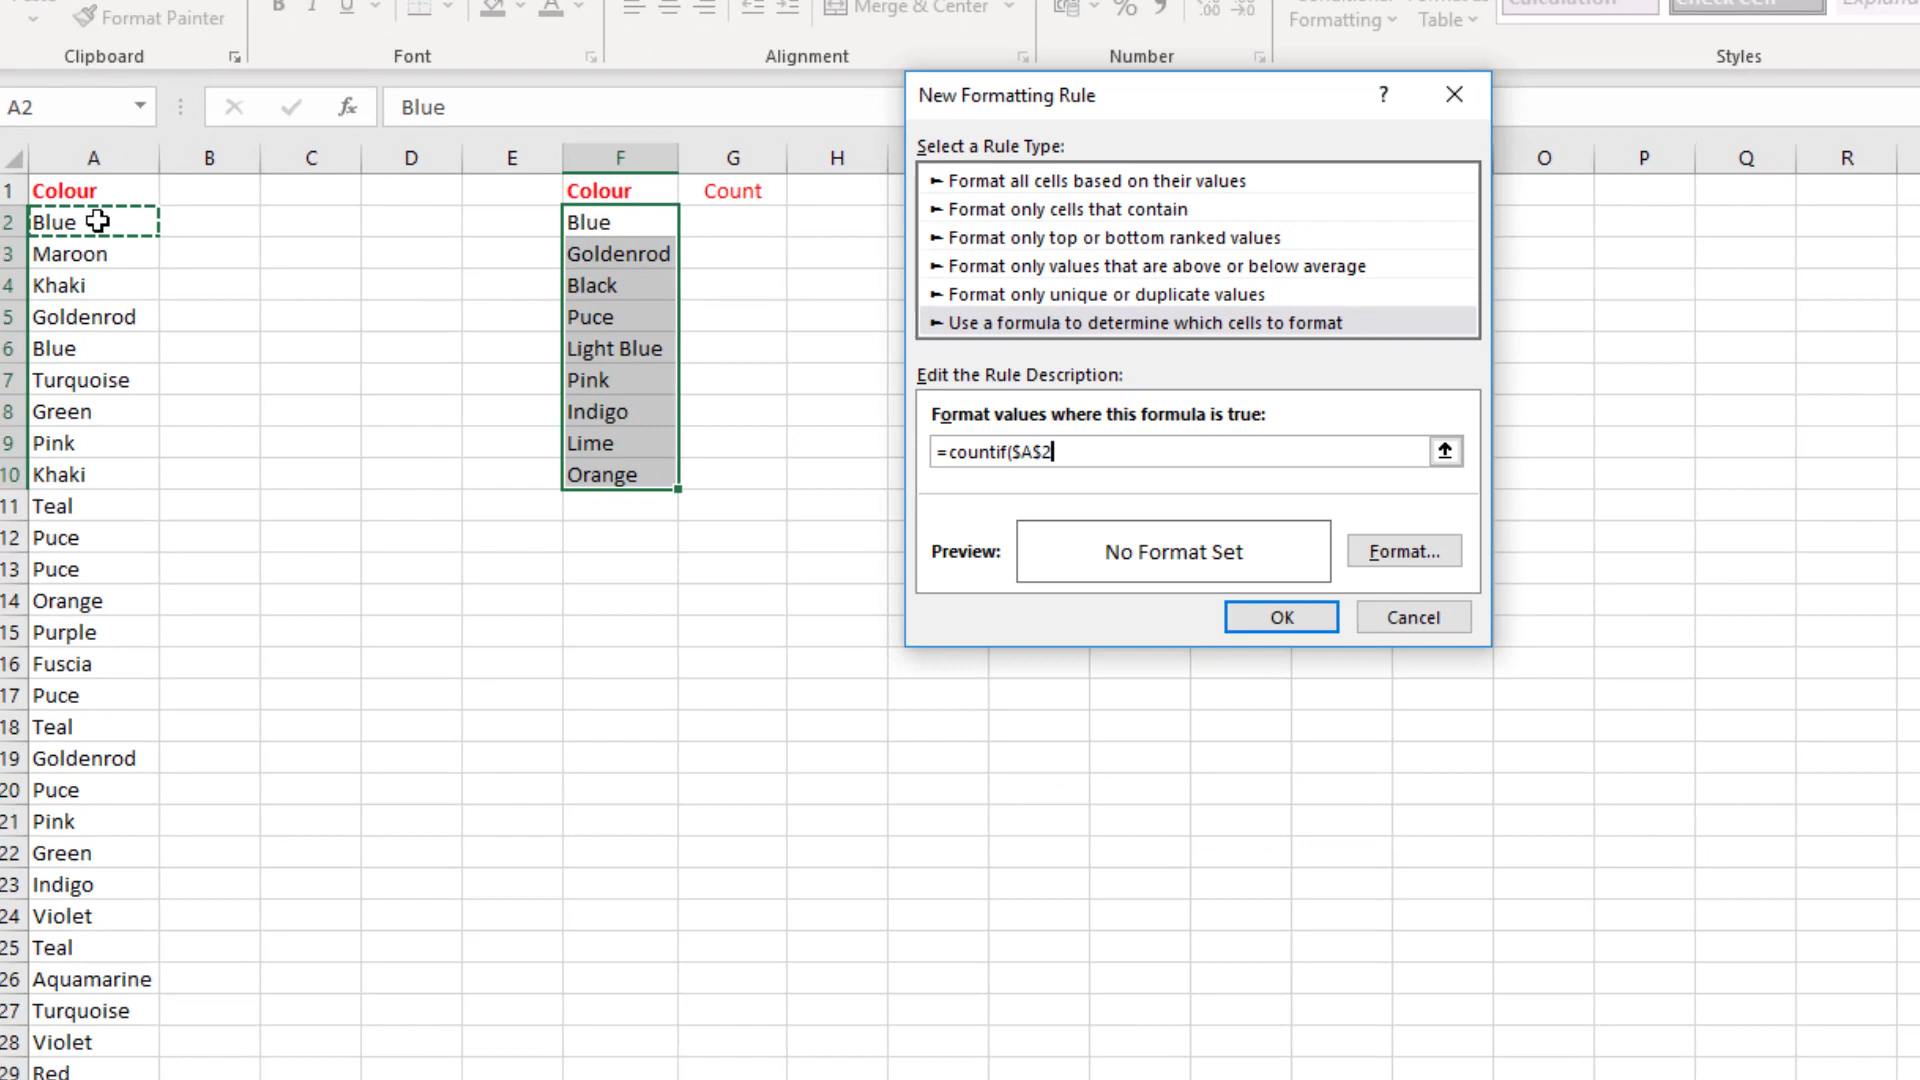 Format Painter
B I U
Merge & Center
Formatting
Table
Clipboard
Font
Alignment
Number
Styles
A2
fx
Blue
A B C D E F G H O P Q R
1 Colour Colour Count
2 Blue Blue
3 Maroon Goldenrod
4 Khaki Black
5 Goldenrod Puce
6 Blue Light Blue
7 Turquoise Pink
8 Green Indigo
9 Pink Lime
10 Khaki Orange
11 Teal
12 Puce
13 Puce
14 Orange
15 Purple
16 Fuscia
17 Puce
18 Teal
19 Goldenrod
20 Puce
21 Pink
22 Green
23 Indigo
24 Violet
25 Teal
26 Aquamarine
27 Turquoise
28 Violet
29 Red
New Formatting Rule
?
Select a Rule Type:
► Format all cells based on their values
► Format only cells that contain
► Format only top or bottom ranked values
► Format only values that are above or below average
► Format only unique or duplicate values
► Use a formula to determine which cells to format
Edit the Rule Description:
Format values where this formula is true:
=countif($A$2
Preview:
No Format Set
Format...
OK
Cancel